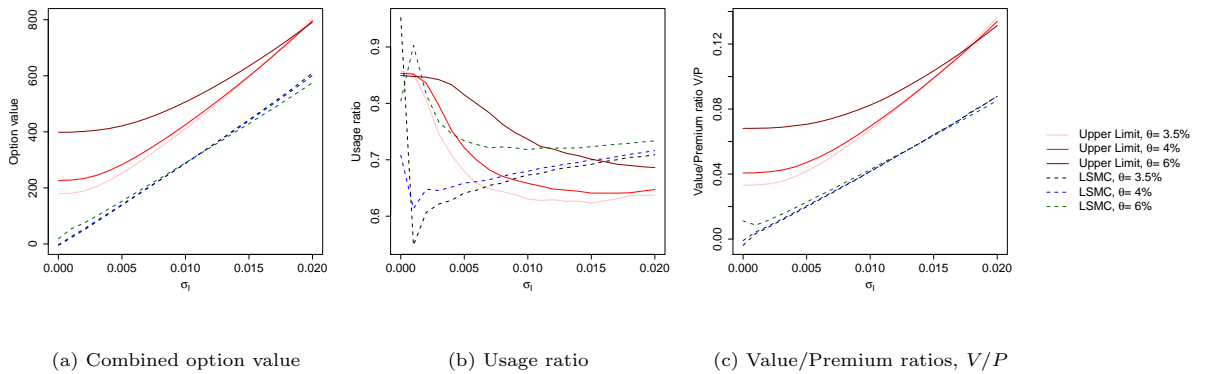 Option value
0 200 400 600 800
0.000 0.005 0.010 0.015 0.020
σI
Usage ratio
0.6 0.7 0.8 0.9
0.000 0.005 0.010 0.015 0.020
σI
Value/Premium ratio V/P
0.00 0.04 0.08 0.12
0.000 0.005 0.010 0.015 0.020
σI
Upper Limit, θ= 3.5%
Upper Limit, θ= 4%
Upper Limit, θ= 6%
LSMC, θ= 3.5%
LSMC, θ= 4%
LSMC, θ= 6%
(a) Combined option value
(b) Usage ratio
(c) Value/Premium ratios, V/P